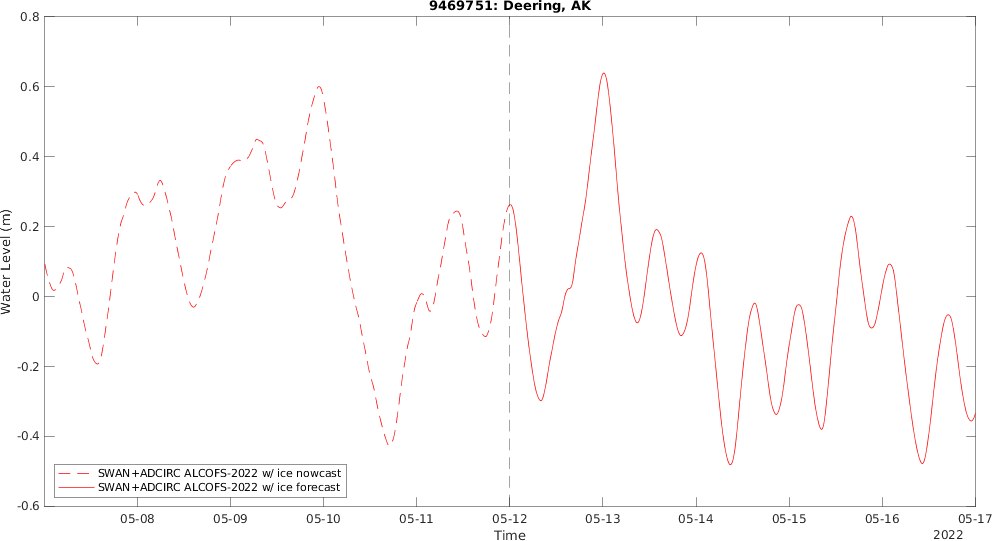 9469751: Deering, AK
0.8
0.6
0.4
0.2
0
-0.2
-0.4
-0.6
Water Level (m)
SWAN+ADCIRC ALCOFS-2022 w/ ice nowcast
SWAN+ADCIRC ALCOFS-2022 w/ ice forecast
05-08 05-09 05-10 05-11 05-12 05-13 05-14 05-15 05-16 05-17
Time
2022